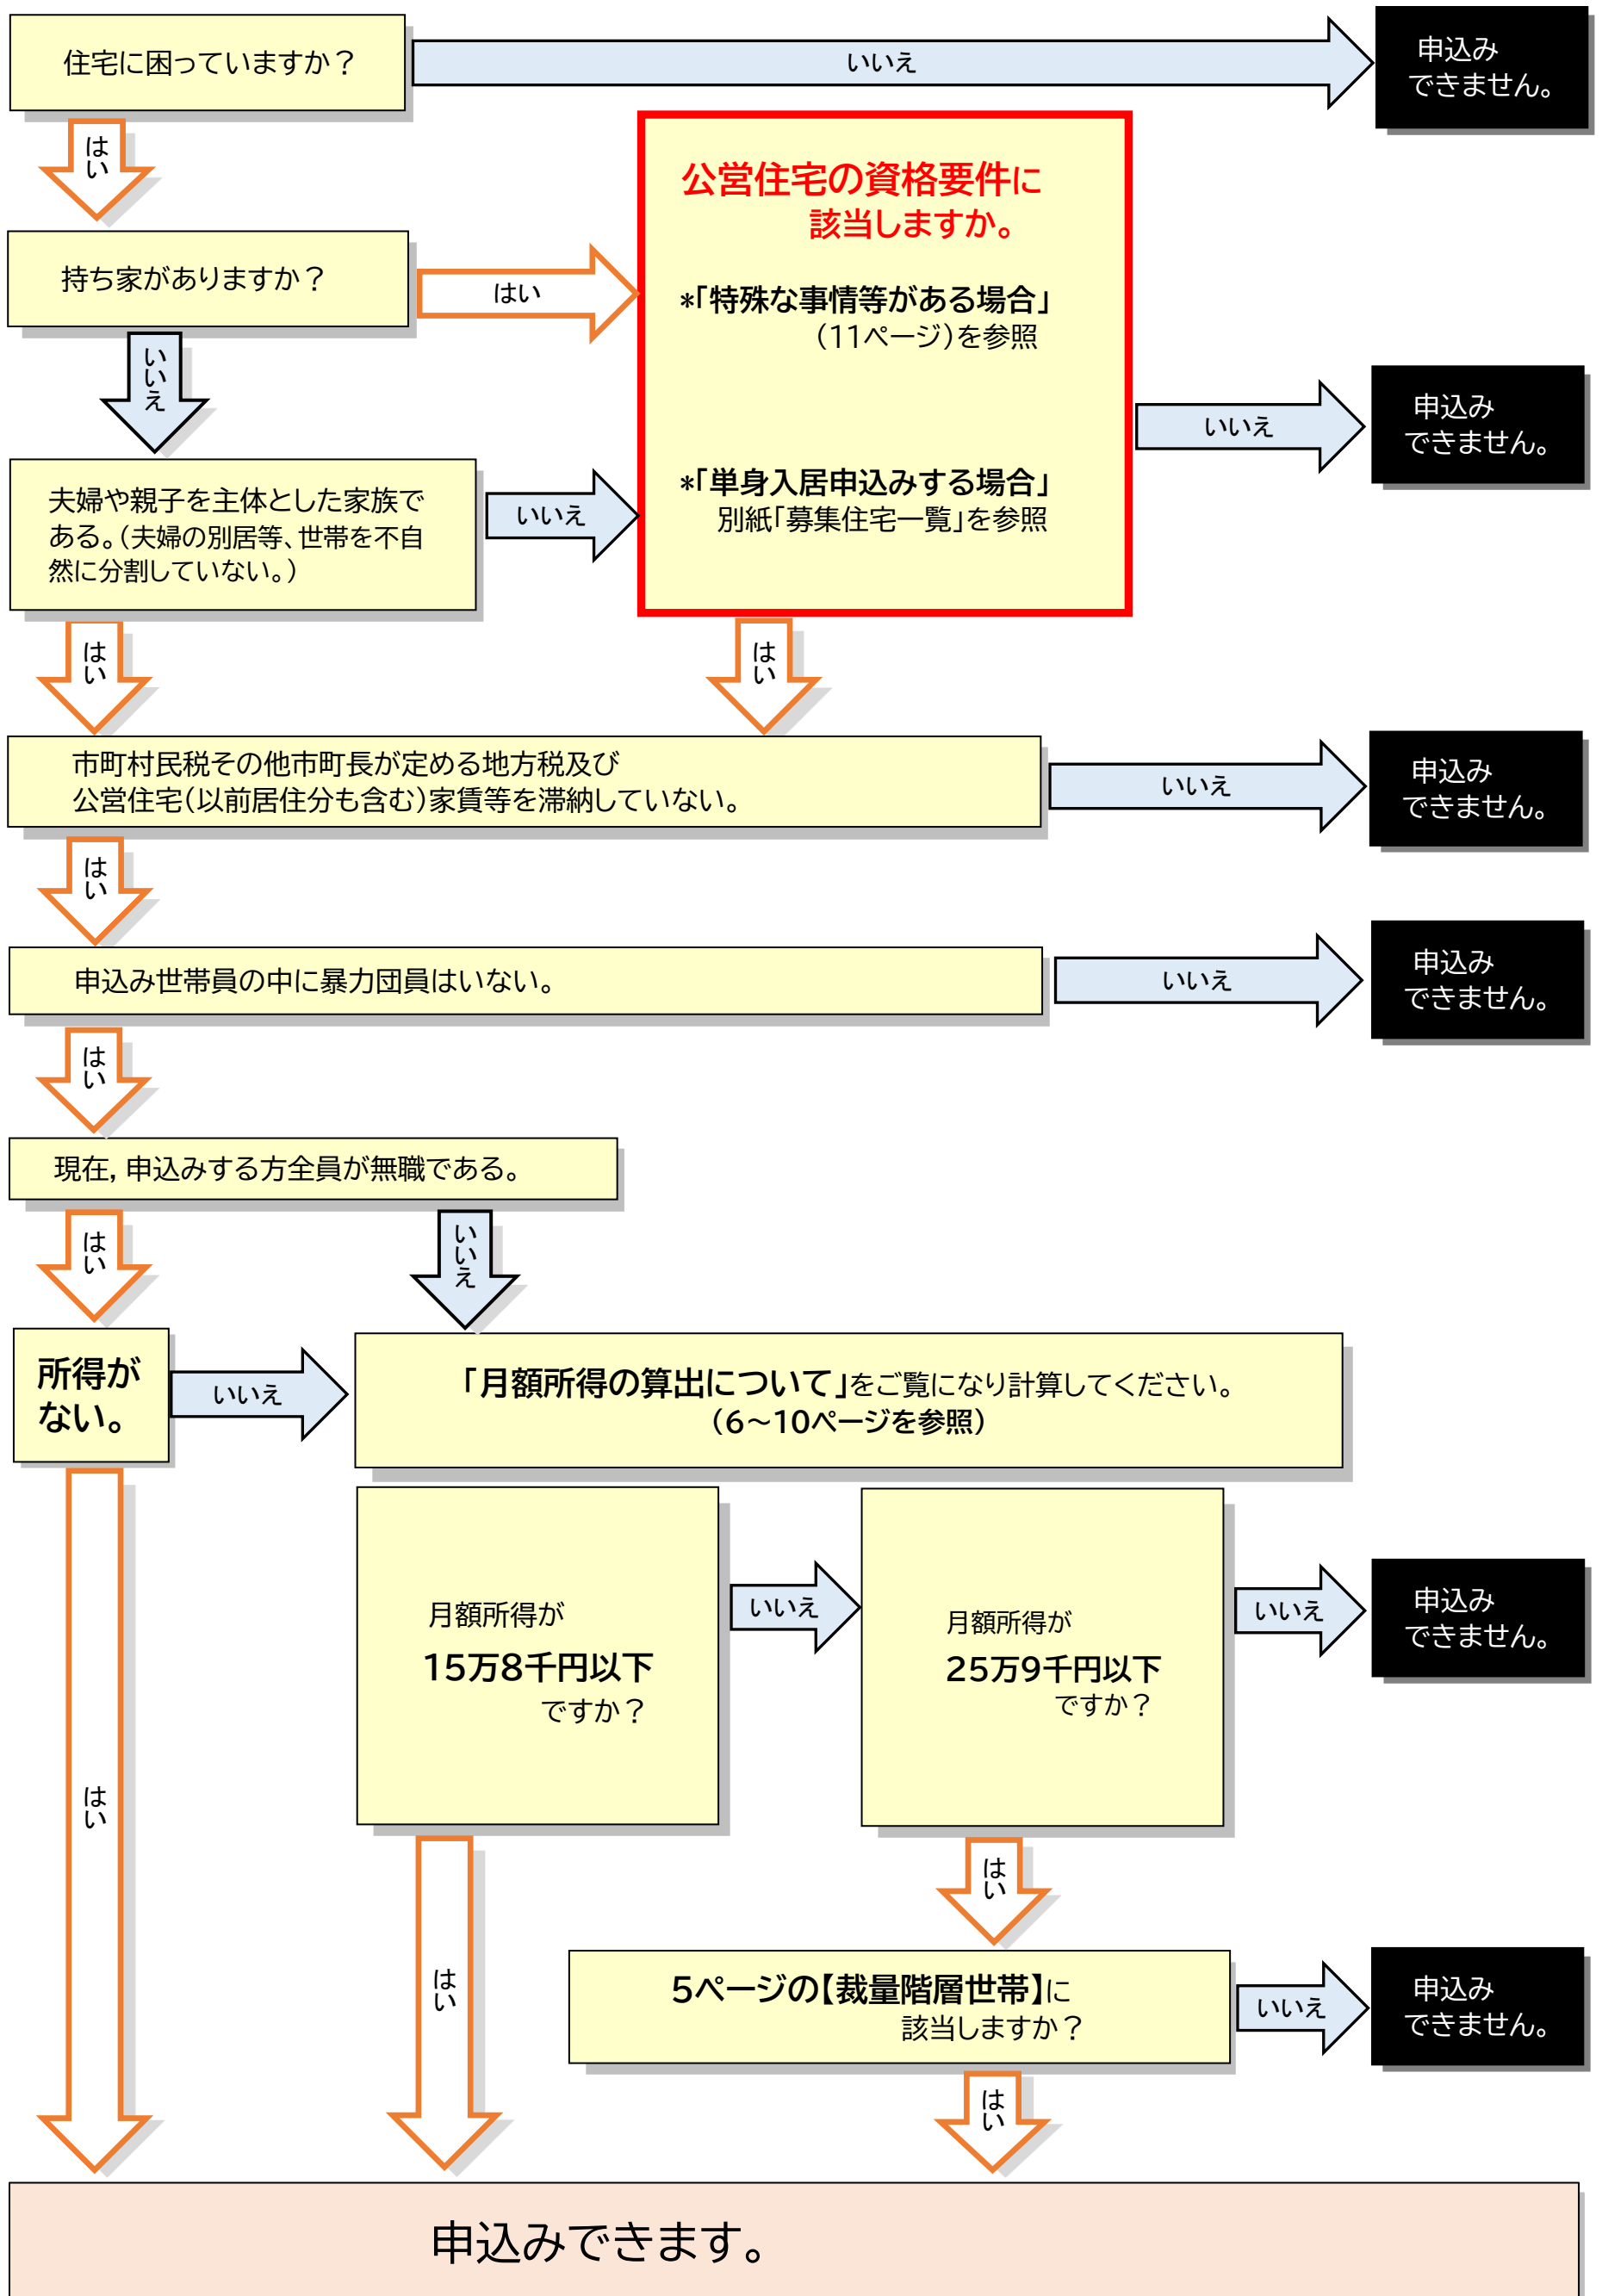 住宅に困っていますか？
いいえ
申込み
できません。
はい
持ち家がありますか？
はい
公営住宅の資格要件に
該当しますか。
*｢特殊な事情等がある場合｣
(11ページ)を参照
*｢単身入居申込みする場合｣
別紙｢募集住宅一覧｣を参照
いいえ
申込み
できません。
いいえ
夫婦や親子を主体とした家族で
ある。(夫婦の別居等、世帯を不自
然に分割していない。)
いいえ
はい
はい
市町村民税その他市町長が定める地方税及び
公営住宅(以前居住分も含む)家賃等を滞納していない。
いいえ
申込み
できません。
はい
申込み世帯員の中に暴力団員はいない。
いいえ
申込み
できません。
はい
現在, 申込みする方全員が無職である。
はい
いいえ
所得が
ない。
いいえ
｢月額所得の算出について｣をご覧になり計算してください。
(6～10ページを参照)
月額所得が
15万8千円以下
ですか？
いいえ
月額所得が
25万9千円以下
ですか？
いいえ
申込み
できません。
はい
はい
はい
5ページの【裁量階層世帯】に
該当しますか？
いいえ
申込み
できません。
はい
申込みできます。